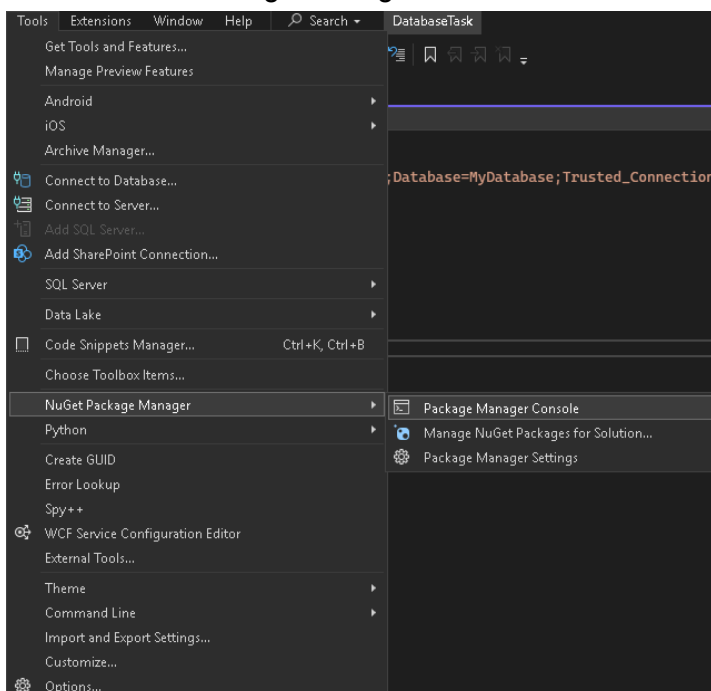 Tools Extensions Window Help Search DatabaseTask
Get Tools and Features...
Manage Preview Features
Android
iOS
Archive Manager...
Connect to Database...
;Database=MyDatabase;Trusted_Connection
Connect to Server...
Add SQL Server...
Add SharePoint Connection...
SQL Server
Data Lake
Code Snippets Manager... Ctrl+K, Ctrl+B
Choose Toolbox Items...
NuGet Package Manager
Package Manager Console
Python
Manage NuGet Packages for Solution...
Create GUID
Package Manager Settings
Error Lookup
Spy++
WCF Service Configuration Editor
External Tools...
Theme
Command Line
Import and Export Settings...
Customize...
Options...